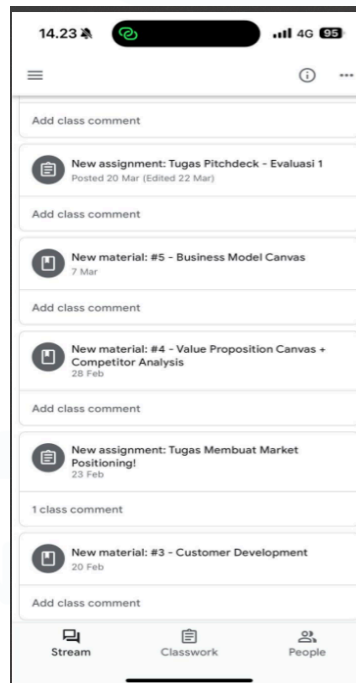 14.23 4G 95
Add class comment
New assignment: Tugas Pitchdeck - Evaluasi 1
Posted 20 Mar (Edited 22 Mar)
Add class comment
New material: #5 - Business Model Canvas
7 Mar
Add class comment
New material: #4 - Value Proposition Canvas +
Competitor Analysis
28 Feb
Add class comment
New assignment: Tugas Membuat Market
Positioning!
23 Feb
1 class comment
New material: #3 - Customer Development
20 Feb
Add class comment
Stream Classwork People